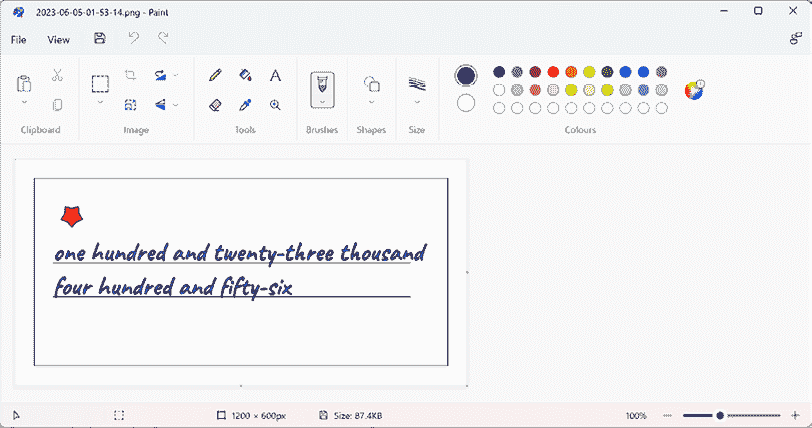 2023-06-05-01-53-14.png - Paint
File View
Clipboard Image Tools Brushes Shapes Size Colours
one hundred and twenty-three thousand
four hundred and fifty-six
1200 × 600px Size: 87.4KB 100%